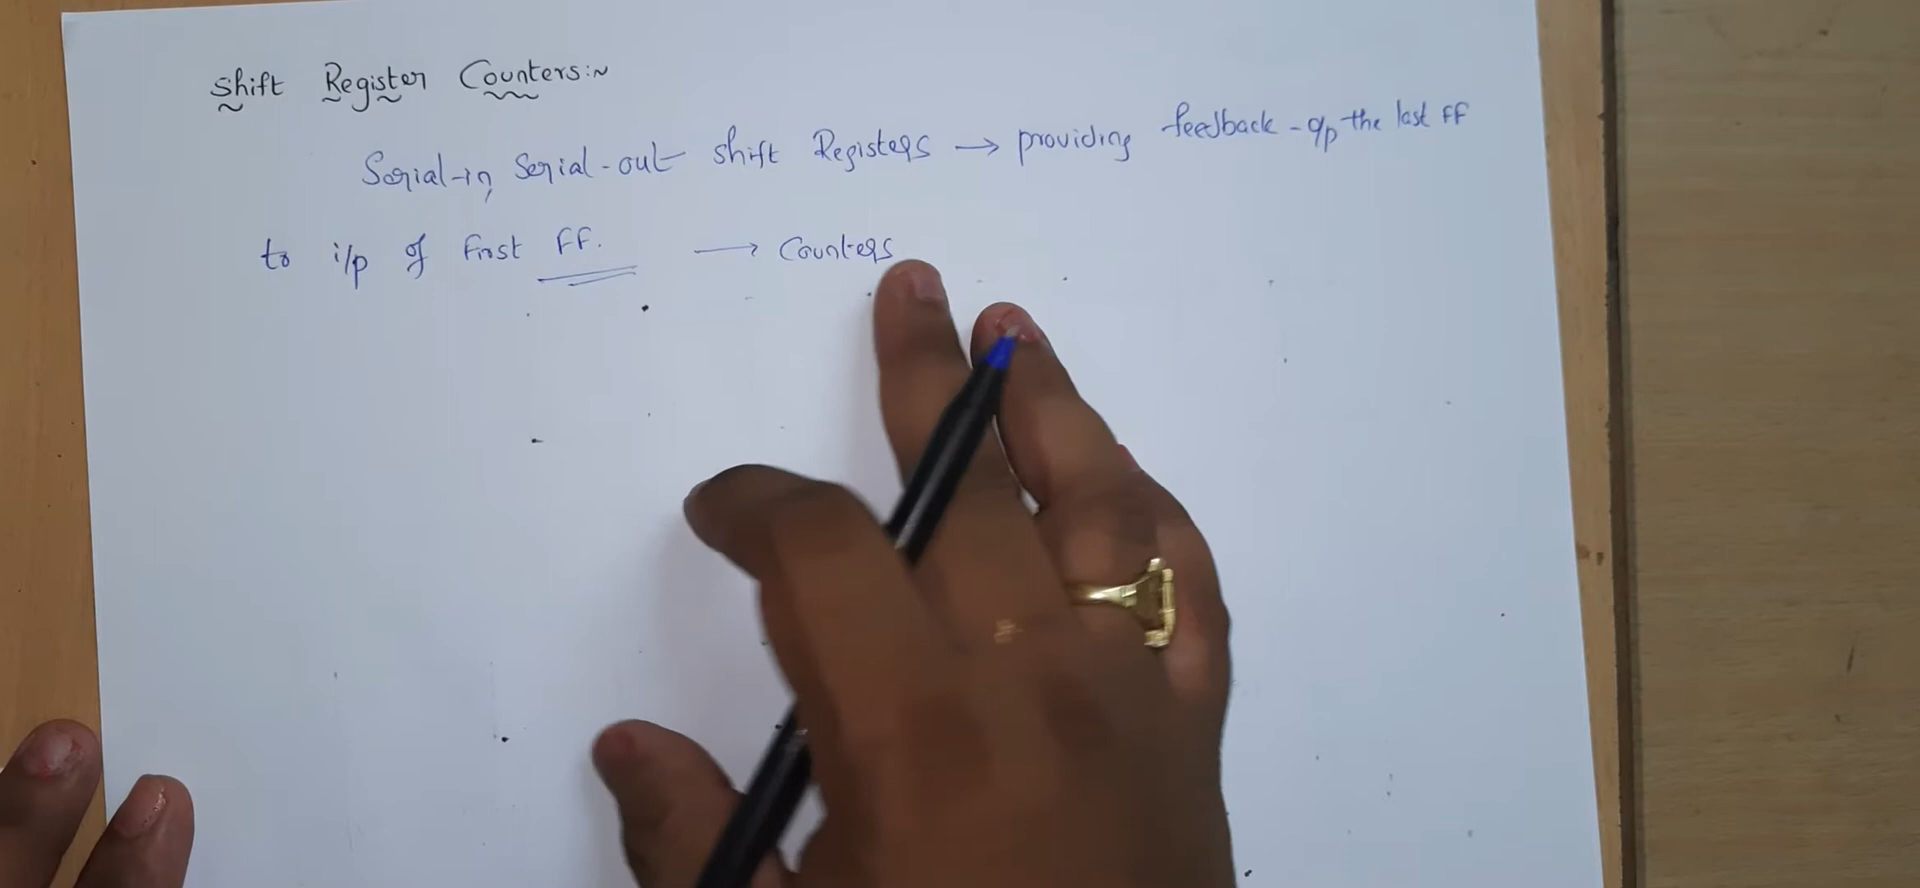 Shift Register Counters:~
Serial-in, Serial-out shift Registers → providing feedback - o/p the last FF
to i/p of First FF. → Counters